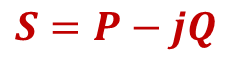 S = P − jQ